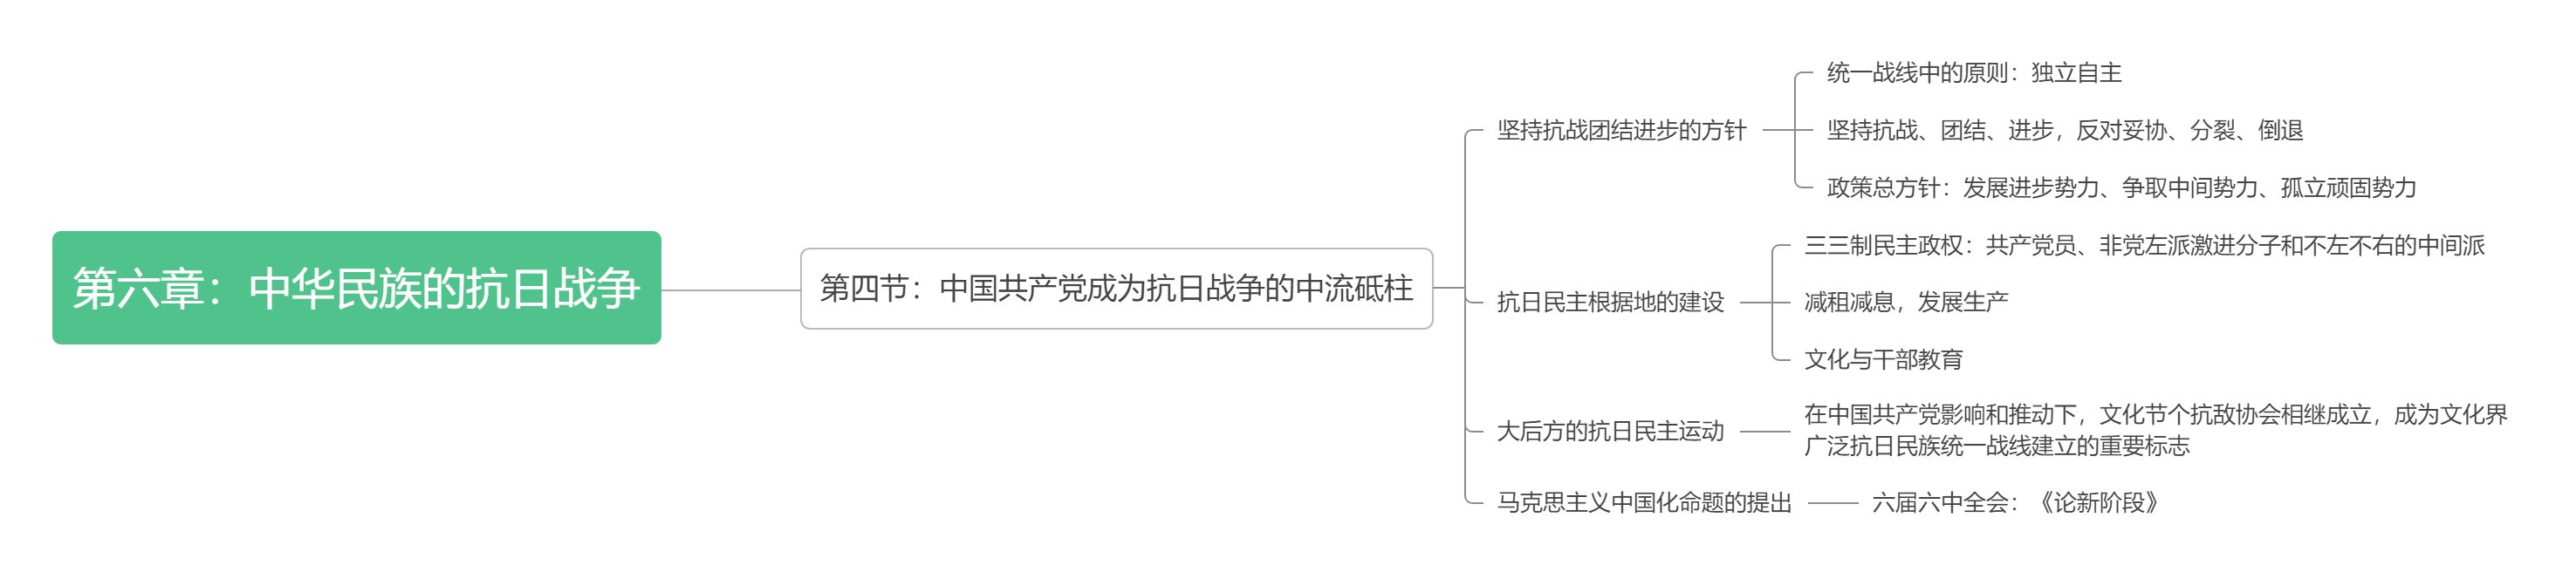 第六章：中华民族的抗日战争
第四节：中国共产党成为抗日战争的中流砥柱
坚持抗战团结进步的方针
统一战线中的原则：独立自主
坚持抗战、团结、进步，反对妥协、分裂、倒退
政策总方针：发展进步势力、争取中间势力、孤立顽固势力
抗日民主根据地的建设
三三制民主政权：共产党员、非党左派激进分子和不左不右的中间派
减租减息，发展生产
文化与干部教育
大后方的抗日民主运动
在中国共产党影响和推动下，文化节个抗敌协会相继成立，成为文化界
广泛抗日民族统一战线建立的重要标志
马克思主义中国化命题的提出
六届六中全会：《论新阶段》